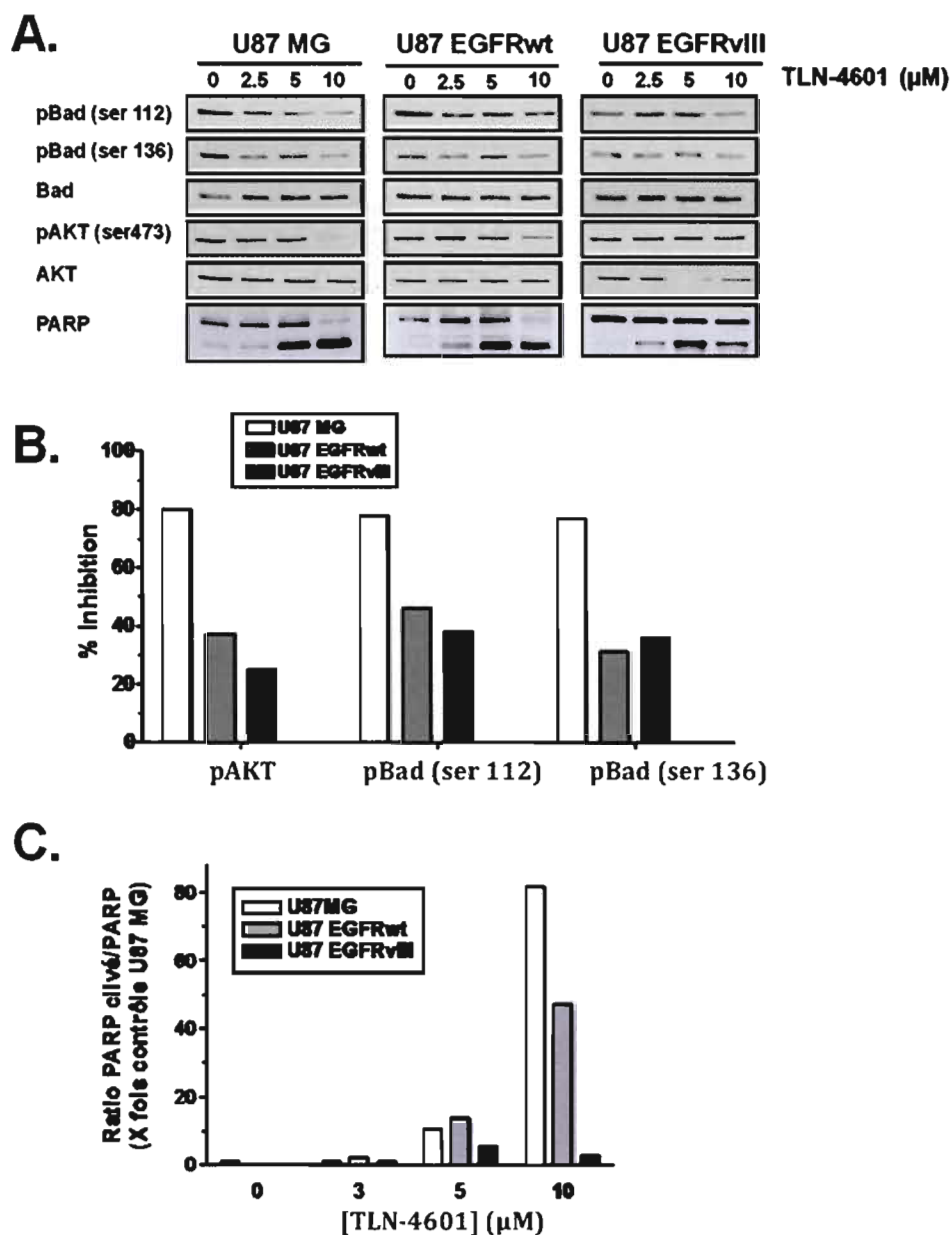 A.
U87 MG
U87 EGFRwt
U87 EGFRvIII
0 2.5 5 10
0 2.5 5 10
0 2.5 5 10
TLN-4601 (µM)
pBad (ser 112)
pBad (ser 136)
Bad
pAKT (ser473)
AKT
PARP
B.
U87 MG
U87 EGFRwt
U87 EGFRvIII
% Inhibition
100
80
60
40
20
0
pAKT
pBad (ser 112)
pBad (ser 136)
C.
U87MG
U87 EGFRwt
U87 EGFRvIII
Ratio PARP clivé/PARP
(X fois contrôle U87 MG)
80
60
40
20
0
0 3 5 10
[TLN-4601] (µM)